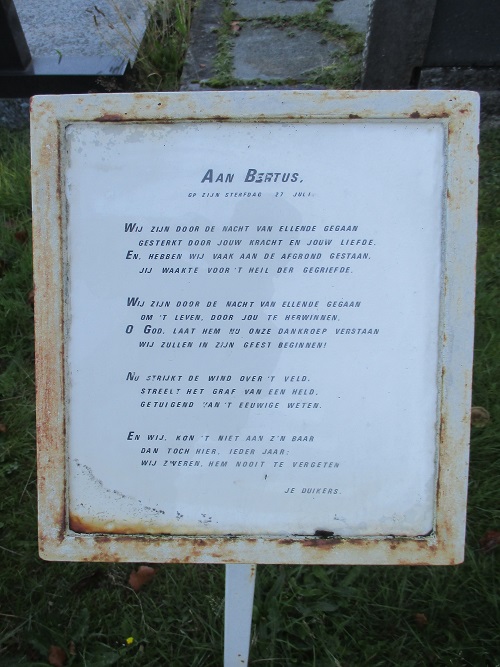 AAN BERTUS.
OP ZIJN STERFDAG 27 JULI.
WIJ ZIJN DOOR DE NACHT VAN ELLENDE GEGAAN
GESTERKT DOOR JOUW KRACHT EN JOUW LIEFDE.
EN, HEBBEN WIJ VAAK AAN DE AFGROND GESTAAN,
JIJ WAAKTE VOOR 'T HEIL DER GEGRIEFDE.
WIJ ZIJN DOOR DE NACHT VAN ELLENDE GEGAAN
OM 'T LEVEN, DOOR JOU TE HERWINNEN.
O GOD, LAAT HEM NU ONZE DANKROEP VERSTAAN
WIJ ZULLEN IN ZIJN GEEST BEGINNEN!
NU STRIJKT DE WIND OVER 'T VELD.
STREELT HET GRAF VAN EEN HELD,
GETUIGEND VAN 'T EEUWIGE WETEN.
EN WIJ, KON 'T NIET AAN Z'N BAAR
DAN TOCH HIER, IEDER JAAR;
WIJ ZWEREN, HEM NOOIT TE VERGETEN
JE DUIKERS.